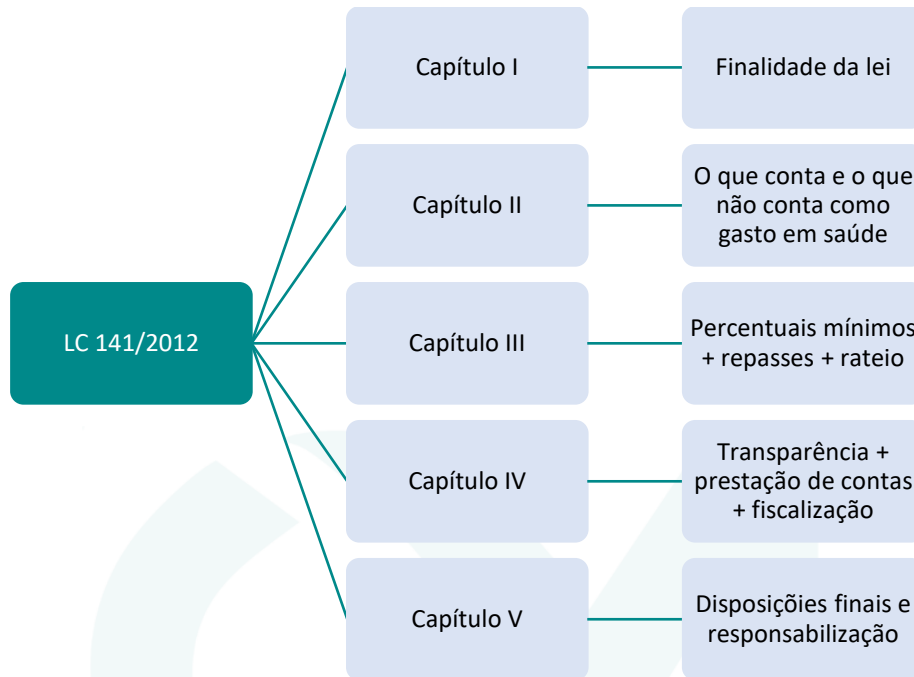 LC 141/2012
Capítulo I
Finalidade da lei
Capítulo II
O que conta e o que
não conta como
gasto em saúde
Capítulo III
Percentuais mínimos
+ repasses + rateio
Capítulo IV
Transparência +
prestação de contas
+ fiscalização
Capítulo V
Disposiçõies finais e
responsabilização